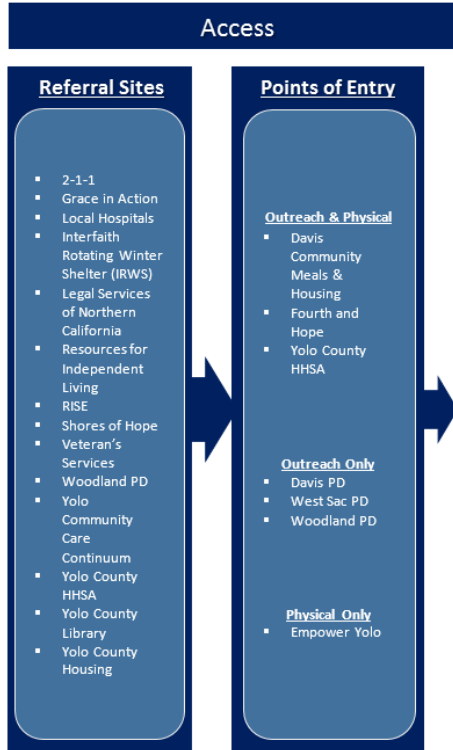 Access
Referral Sites
▪ 2-1-1
▪ Grace in Action
▪ Local Hospitals
▪ Interfaith
Rotating Winter
Shelter (IRWS)
▪ Legal Services
of Northern
California
▪ Resources for
Independent
Living
▪ RISE
▪ Shores of Hope
▪ Veteran's
Services
▪ Woodland PD
▪ Yolo
Community
Care
Continuum
▪ Yolo County
HHSA
▪ Yolo County
Library
▪ Yolo County
Housing
Points of Entry
Outreach & Physical
▪ Davis
Community
Meals &
Housing
▪ Fourth and
Hope
▪ Yolo County
HHSA
Outreach Only
▪ Davis PD
▪ West Sac PD
▪ Woodland PD
Physical Only
▪ Empower Yolo